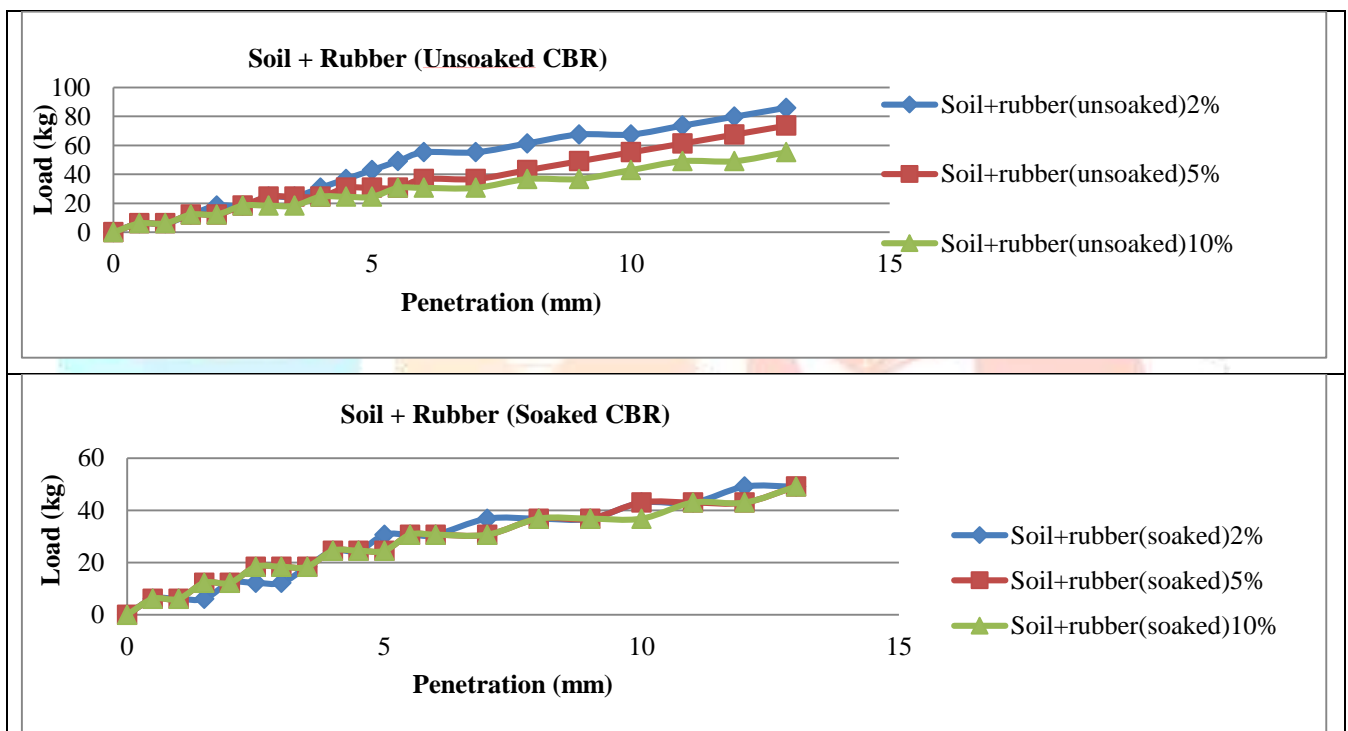 Soil + Rubber (Unsoaked CBR)
100
80
60
40
20
0
Load (kg)
0 5 10 15
Penetration (mm)
Soil+rubber(unsoaked)2%
Soil+rubber(unsoaked)5%
Soil+rubber(unsoaked)10%
Soil + Rubber (Soaked CBR)
60
40
20
0
Load (kg)
0 5 10 15
Penetration (mm)
Soil+rubber(soaked)2%
Soil+rubber(soaked)5%
Soil+rubber(soaked)10%